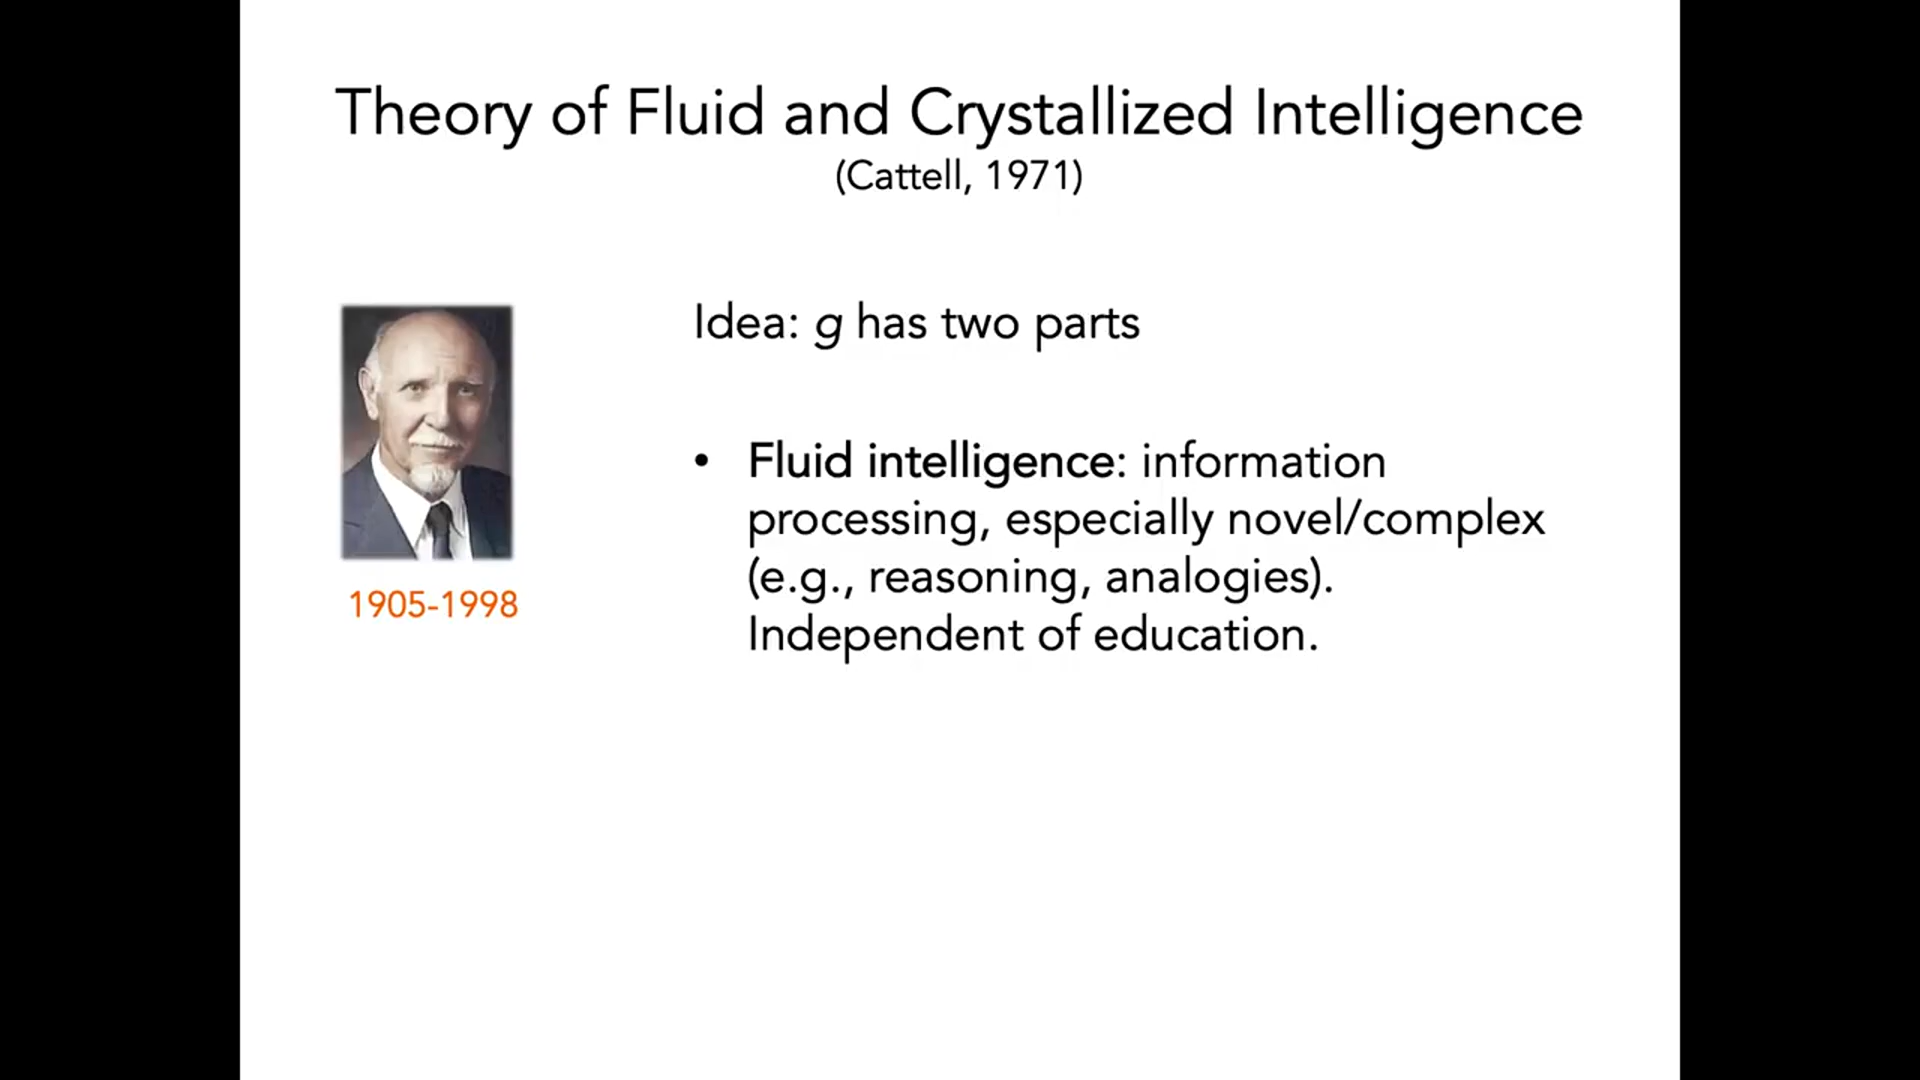 Theory of Fluid and Crystallized Intelligence
(Cattell, 1971)
Idea: g has two parts
• Fluid intelligence: information
processing, especially novel/complex
(e.g., reasoning, analogies).
Independent of education.
1905-1998